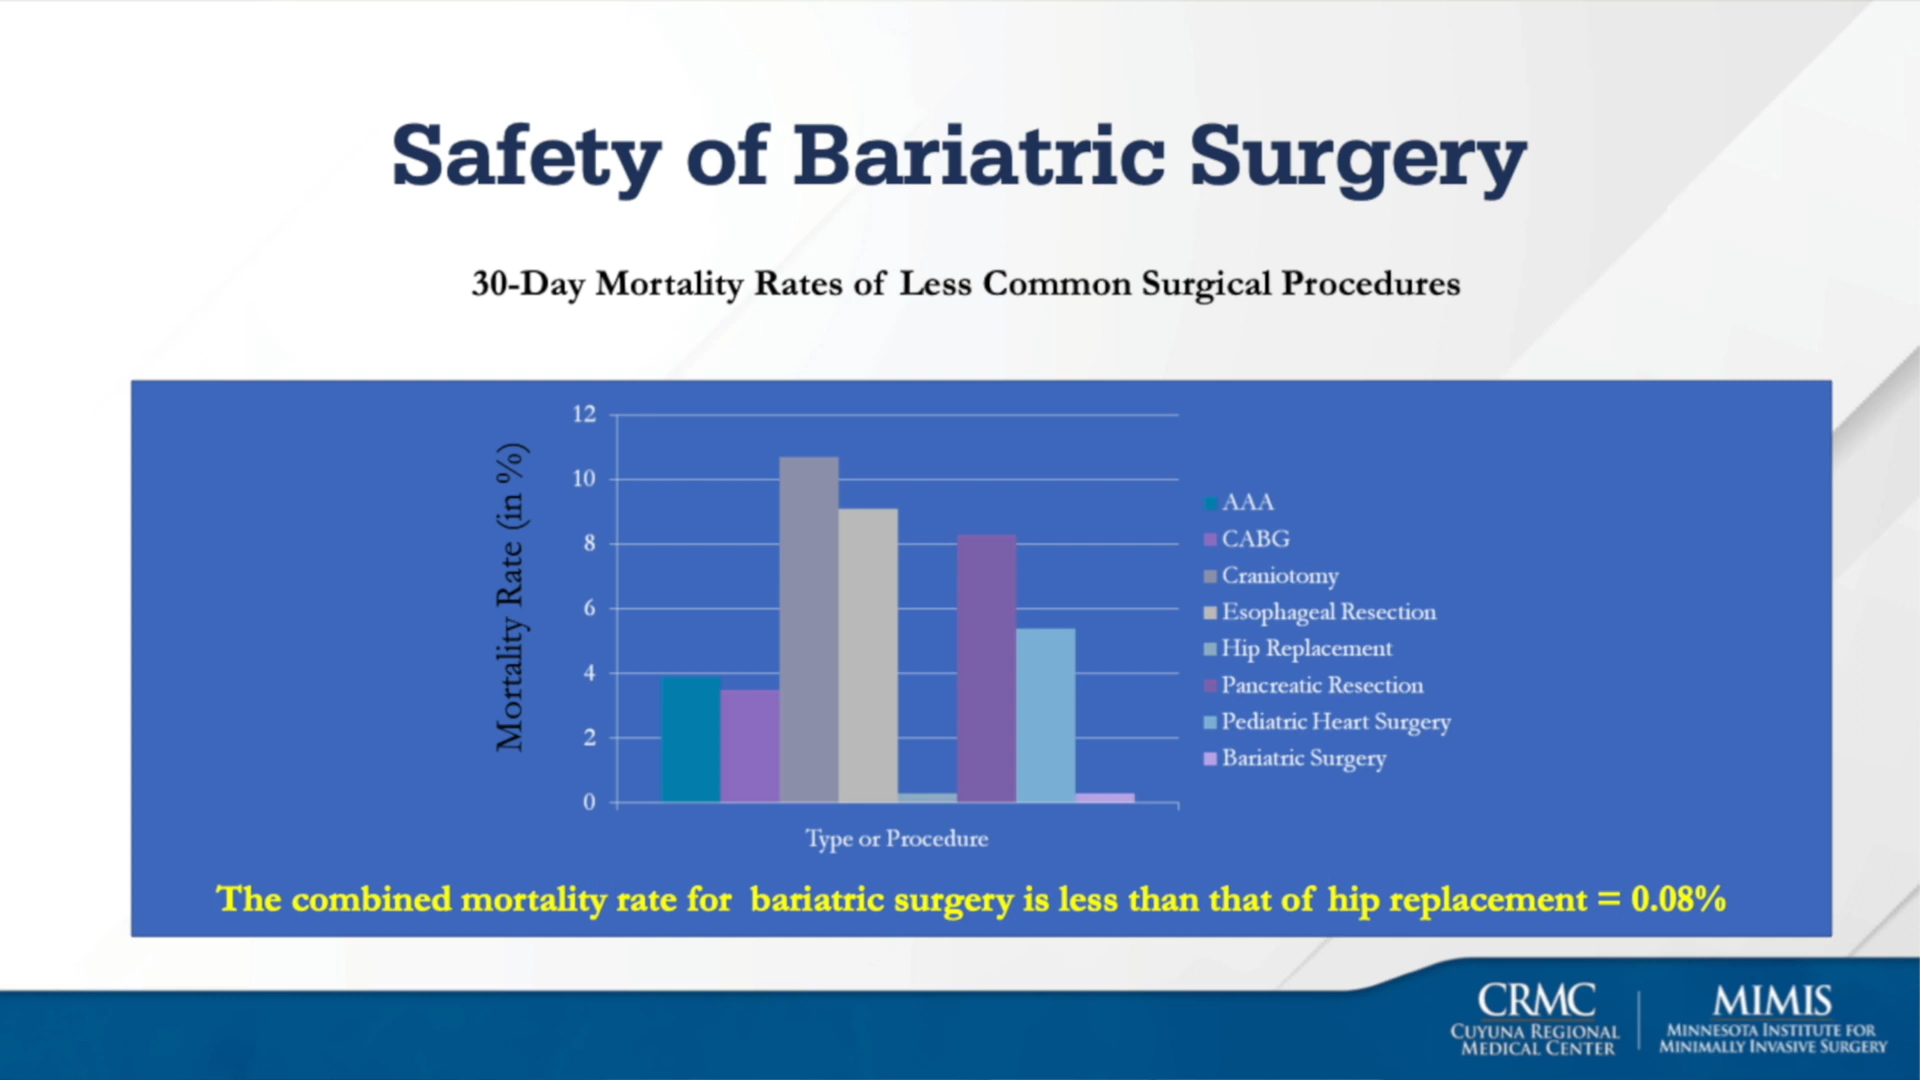 Safety of Bariatric Surgery
30-Day Mortality Rates of Less Common Surgical Procedures
Mortality Rate (in %)
12
10
8
6
4
2
0
Type or Procedure
AAA
CABG
Craniotomy
Esophageal Resection
Hip Replacement
Pancreatic Resection
Pediatric Heart Surgery
Bariatric Surgery
The combined mortality rate for bariatric surgery is less than that of hip replacement = 0.08%
CRMC
CUYUNA REGIONAL
MEDICAL CENTER
MIMIS
MINNESOTA INSTITUTE FOR
MINIMALLY INVASIVE SURGERY